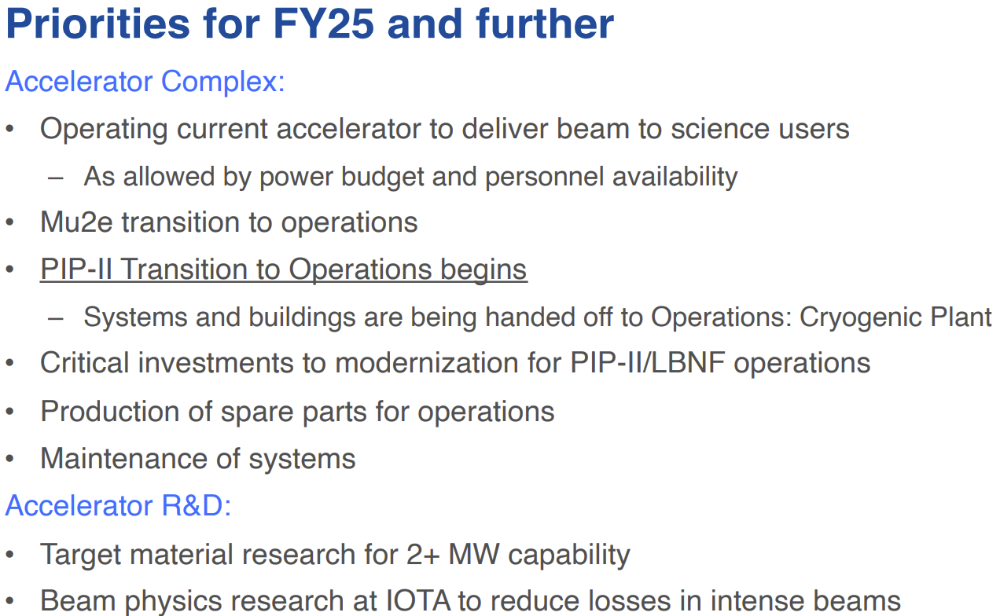 Priorities for FY25 and further
Accelerator Complex:
• Operating current accelerator to deliver beam to science users
– As allowed by power budget and personnel availability
• Mu2e transition to operations
• PIP-II Transition to Operations begins
– Systems and buildings are being handed off to Operations: Cryogenic Plant
• Critical investments to modernization for PIP-II/LBNF operations
• Production of spare parts for operations
• Maintenance of systems
Accelerator R&D:
• Target material research for 2+ MW capability
• Beam physics research at IOTA to reduce losses in intense beams